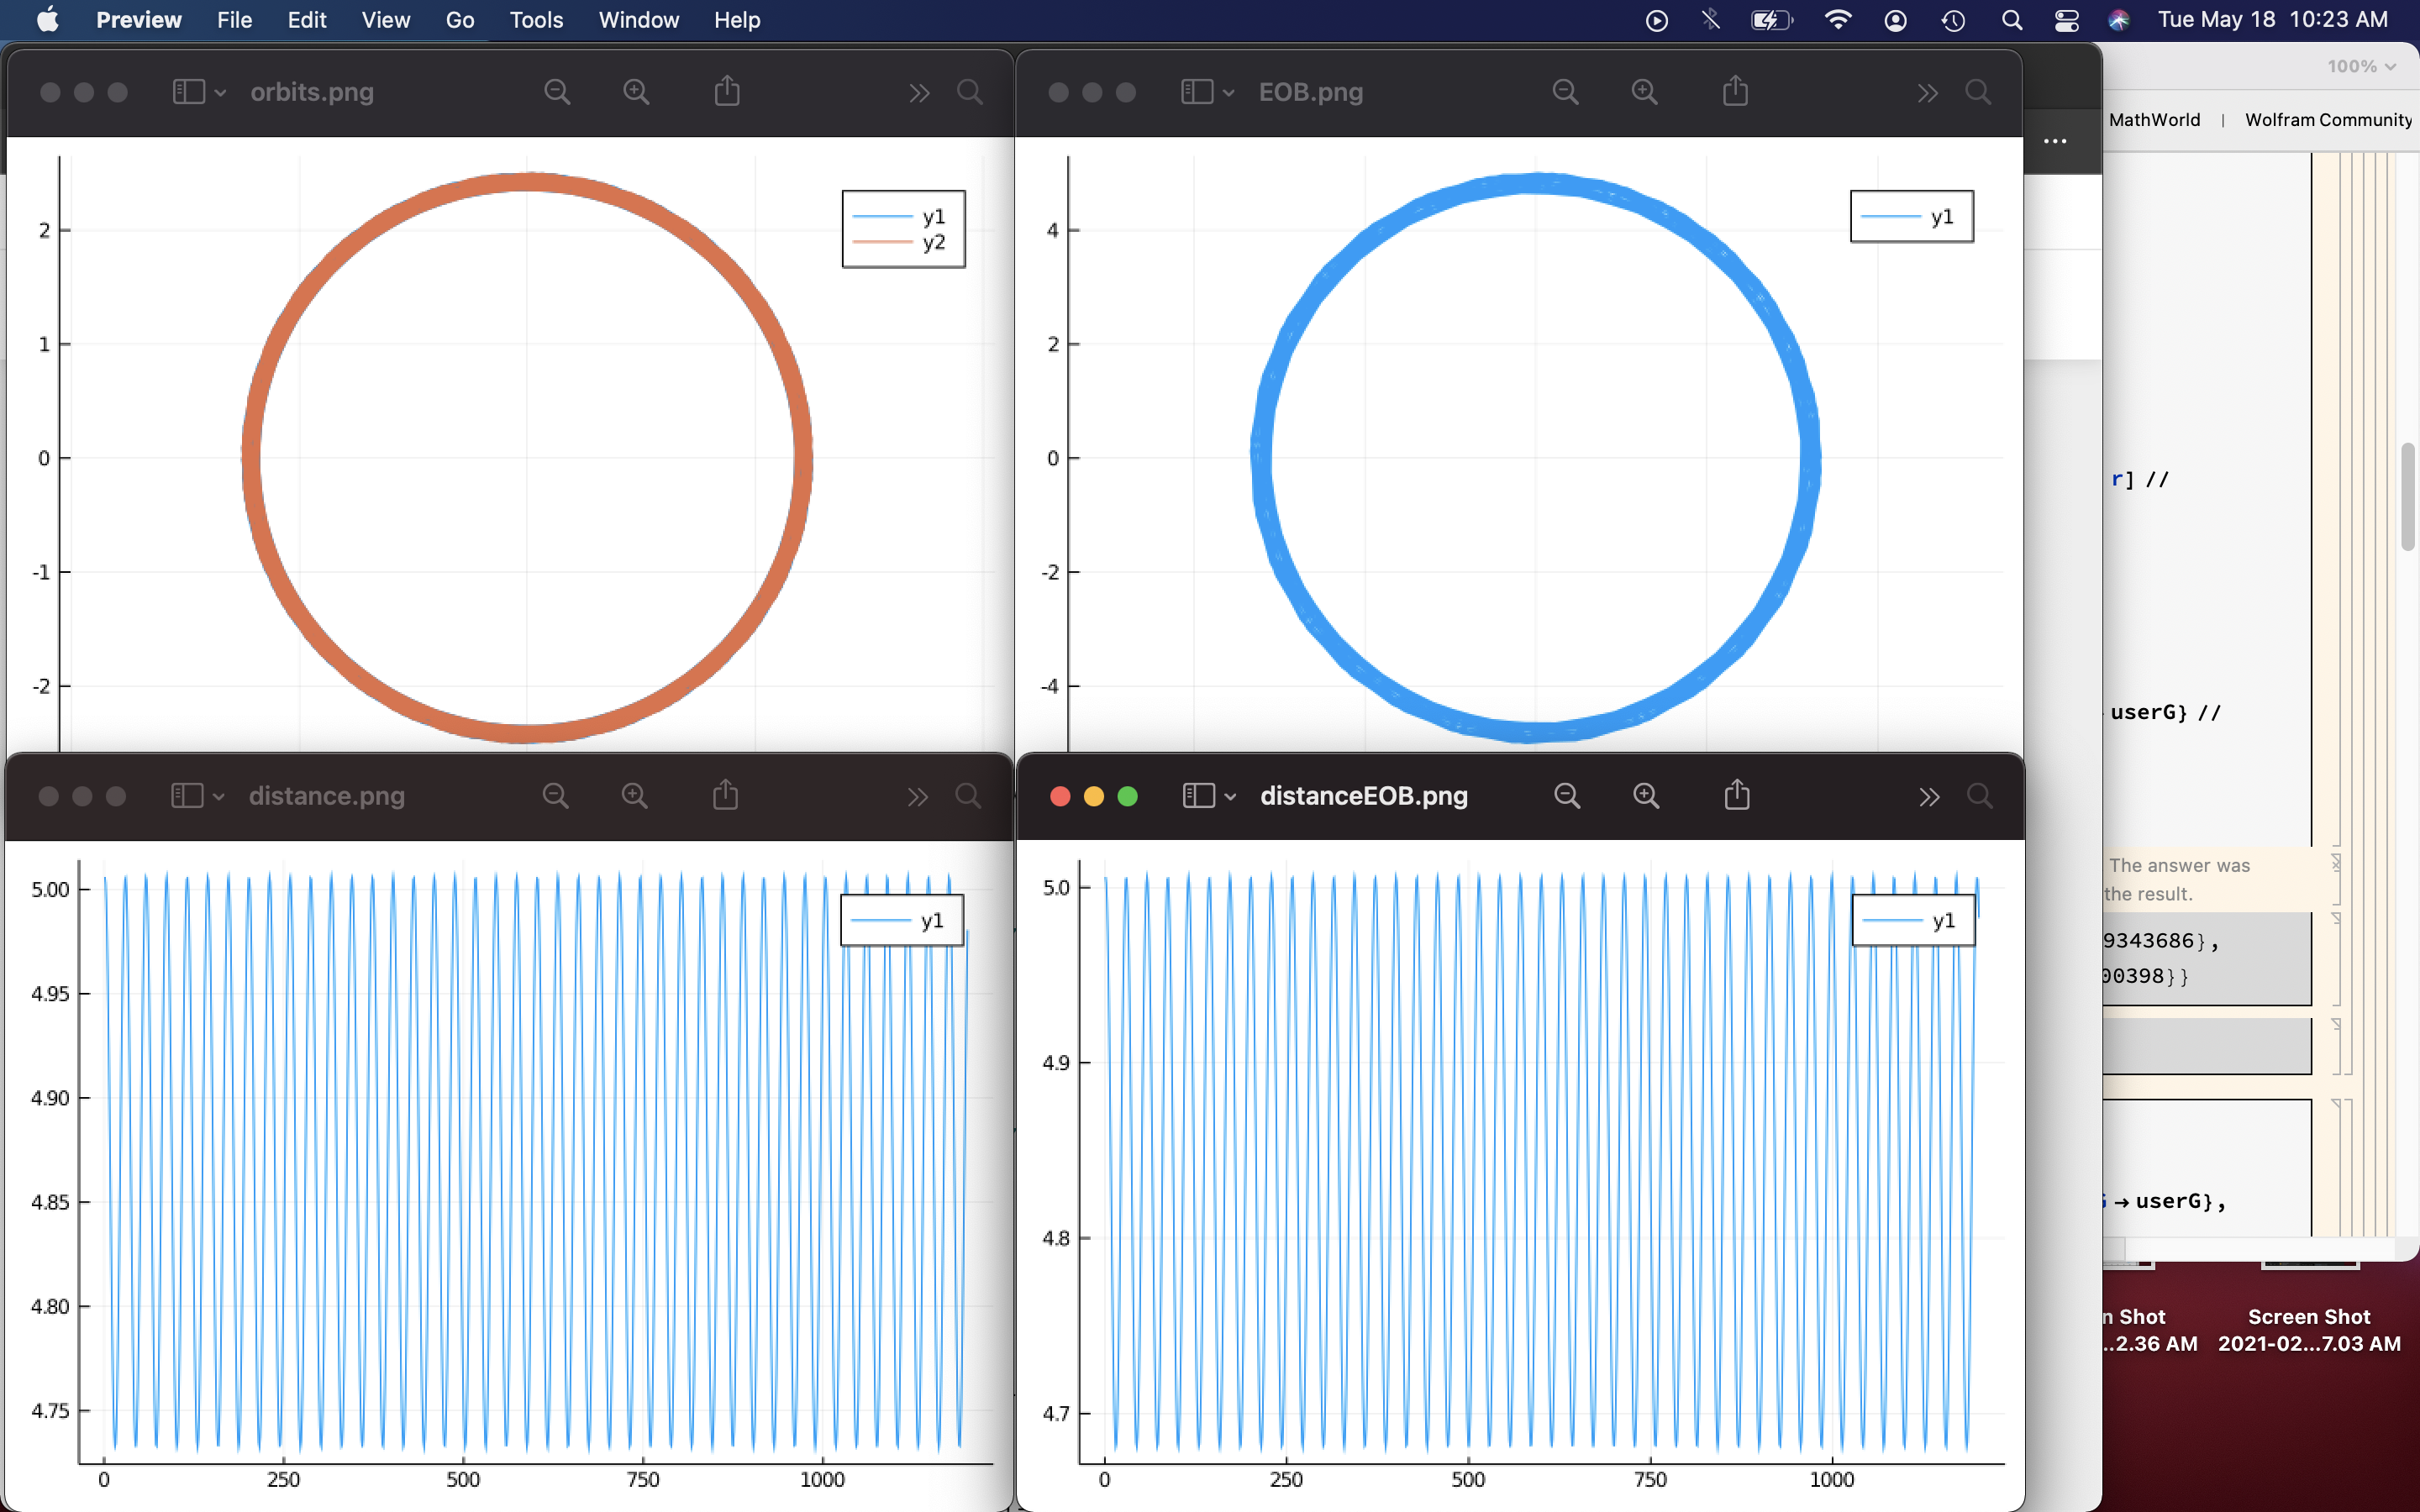 Preview File Edit View Go Tools Window Help Tue May 18 10:23 AM
orbits.png
y1
y2
2
1
0
-1
-2
EOB.png
y1
4
2
0
-2
-4
distance.png
y1
5.00
4.95
4.90
4.85
4.80
4.75
0 250 500 750 1000
distanceEOB.png
y1
5.0
4.9
4.8
4.7
0 250 500 750 1000
100%
MathWorld | Wolfram Community
r] //
userG} //
The answer was
the result.
9343686},
00398}}
→ userG},
n Shot
...2.36 AM
Screen Shot
2021-02...7.03 AM